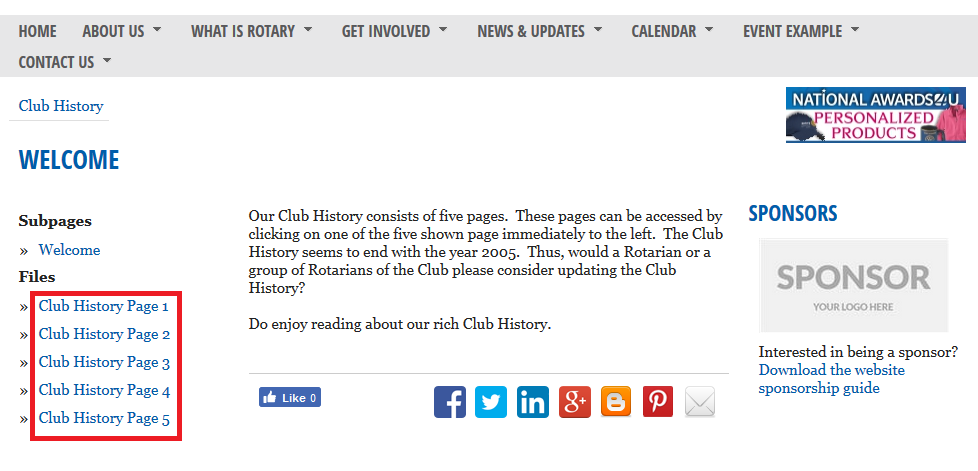 HOME ABOUT US WHAT IS ROTARY GET INVOLVED NEWS & UPDATES CALENDAR EVENT EXAMPLE
CONTACT US
Club History
NATIONAL AWARDS4U
PERSONALIZED
PRODUCTS
WELCOME
Subpages
» Welcome
Files
» Club History Page 1
» Club History Page 2
» Club History Page 3
» Club History Page 4
» Club History Page 5
Our Club History consists of five pages. These pages can be accessed by
clicking on one of the five shown page immediately to the left. The Club
History seems to end with the year 2005. Thus, would a Rotarian or a
group of Rotarians of the Club please consider updating the Club
History?
Do enjoy reading about our rich Club History.
Like 0
SPONSORS
SPONSOR
YOUR LOGO HERE
Interested in being a sponsor?
Download the website
sponsorship guide